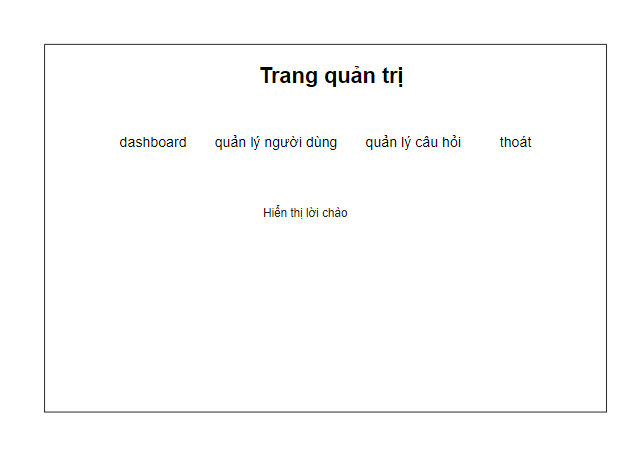 Trang quản trị
dashboard quản lý người dùng quản lý câu hỏi thoát
Hiển thị lời chào